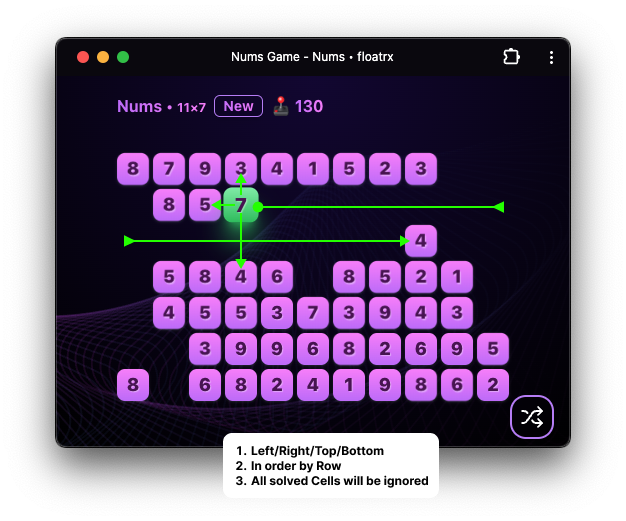 Nums Game - Nums • floatrx
Nums • 11×7 New 130
8 7 9 3 4 1 5 2 3
8 5 7
4
5 8 4 6 8 5 2 1
4 5 5 3 7 3 9 4 3
3 9 9 6 8 2 6 9 5
8 6 8 2 4 1 9 8 6 2
1. Left/Right/Top/Bottom
2. In order by Row
3. All solved Cells will be ignored